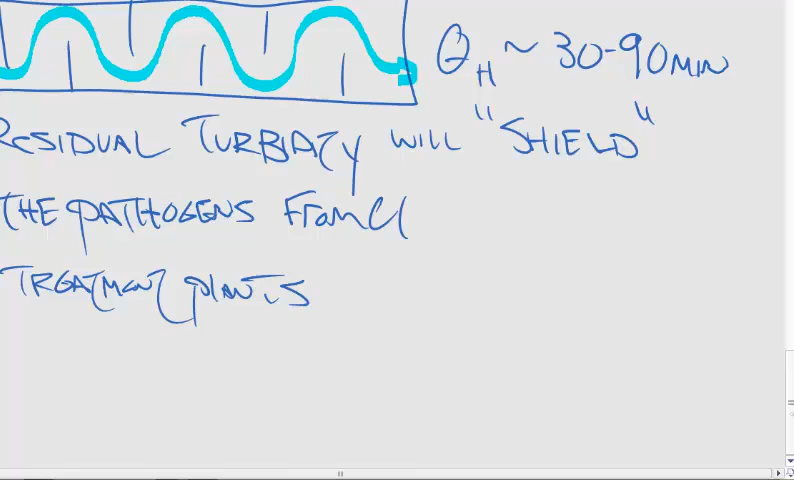 θH ~ 30-90 MIN
RESIDUAL TURBIDITY WILL "SHIELD"
THE PATHOGENS FROM Cl
TREATMENT PLANTS